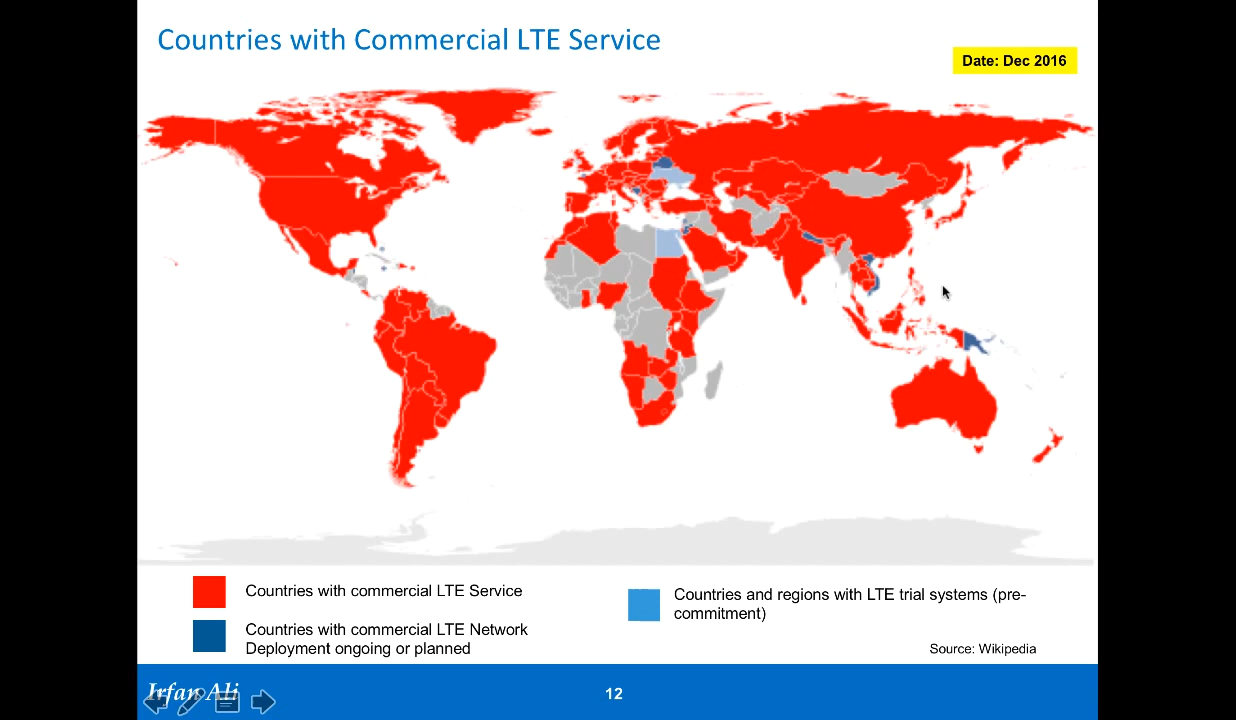 Countries with Commercial LTE Service
Date: Dec 2016
Countries with commercial LTE Service
Countries with commercial LTE Network
Deployment ongoing or planned
Countries and regions with LTE trial systems (pre-
commitment)
Source: Wikipedia
Irfan Ali
12